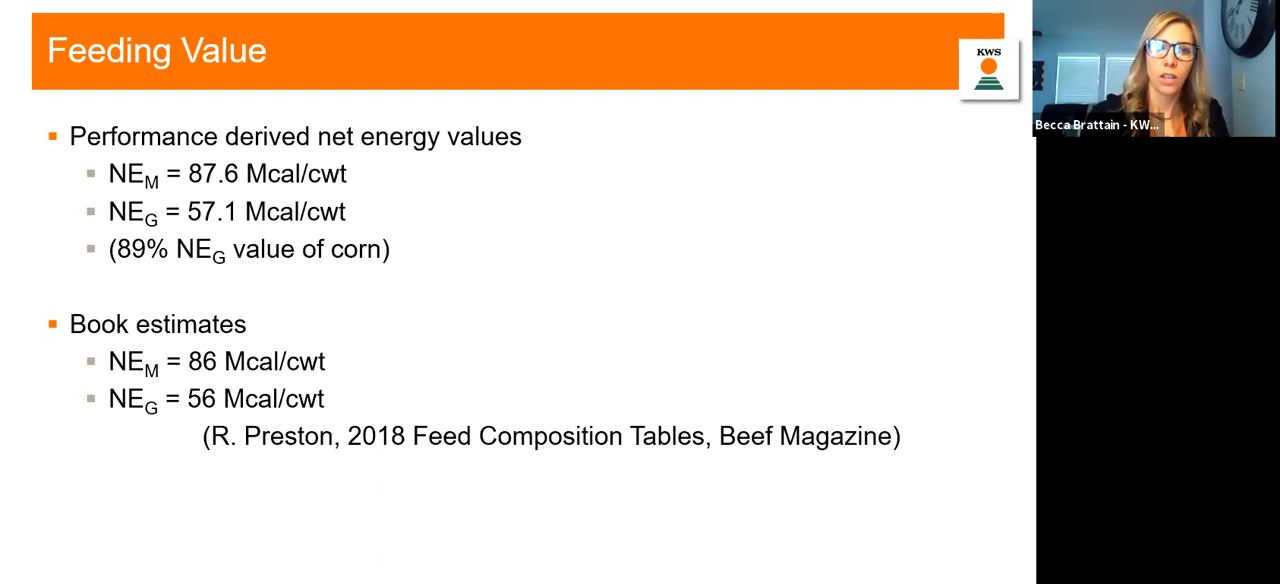 Feeding Value
KWS
Becca Brattain - KW...
Performance derived net energy values
NEM = 87.6 Mcal/cwt
NEG = 57.1 Mcal/cwt
(89% NEG value of corn)
Book estimates
NEM = 86 Mcal/cwt
NEG = 56 Mcal/cwt
(R. Preston, 2018 Feed Composition Tables, Beef Magazine)